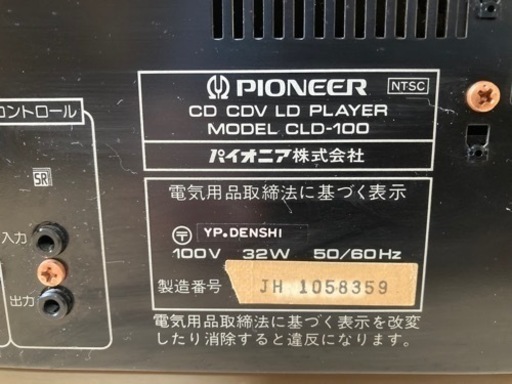 PIONEER
NTSC
CD CDV LD PLAYER
MODEL CLD-100
パイオニア株式会社
コントロール
SR
入力
出力
電気用品取締法に基づく表示
〒 YP.DENSHI
100V 32W 50/60Hz
製造番号 JH 1058359
電気用品取締法に基づく表示を改変
したり消除すると違反になります。